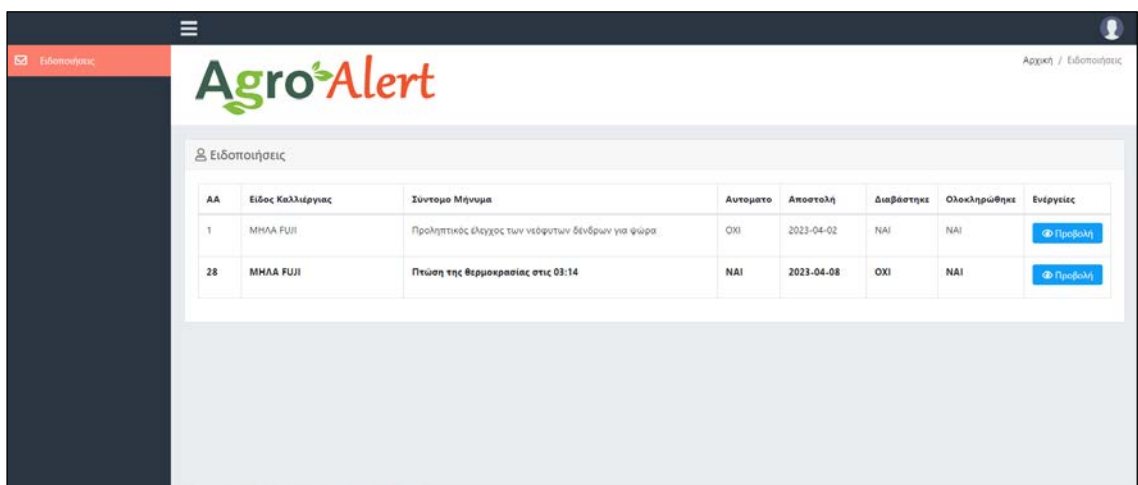 Ειδοποιήσεις
Αρχική / Ειδοποιήσεις
Agro Alert
Ειδοποιήσεις
ΑΑ Είδος Καλλιέργιας Σύντομο Μήνυμα Αυτοματο Αποστολή Διαβάστηκε Ολοκληρώθηκε Ενέργείες
1 ΜΗΛΑ FUJI Προληπτικός έλεγχος των νεόφυτων δένδρων για ψώρα ΟΧΙ 2023-04-02 ΝΑΙ ΝΑΙ Προβολή
28 ΜΗΛΑ FUJI Πτώση της θερμοκρασίας στις 03:14 ΝΑΙ 2023-04-08 ΟΧΙ ΝΑΙ Προβολή